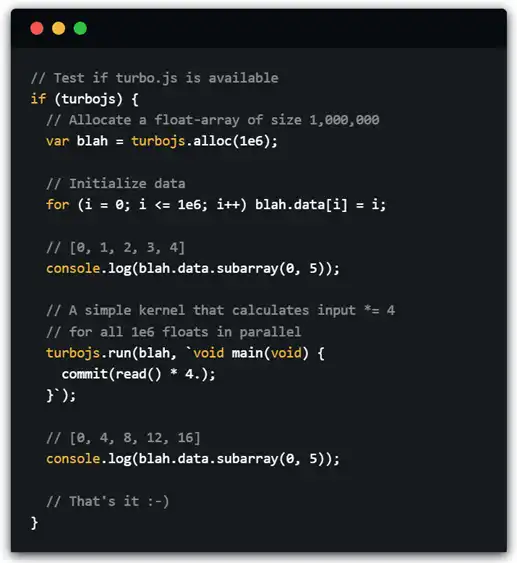 // Test if turbo.js is available
if (turbojs) {
  // Allocate a float-array of size 1,000,000
  var blah = turbojs.alloc(1e6);

  // Initialize data
  for (i = 0; i <= 1e6; i++) blah.data[i] = i;

  // [0, 1, 2, 3, 4]
  console.log(blah.data.subarray(0, 5));

  // A simple kernel that calculates input *= 4
  // for all 1e6 floats in parallel
  turbojs.run(blah, `void main(void) {
    commit(read() * 4.);
  }`);

  // [0, 4, 8, 12, 16]
  console.log(blah.data.subarray(0, 5));

  // That's it :-)
}